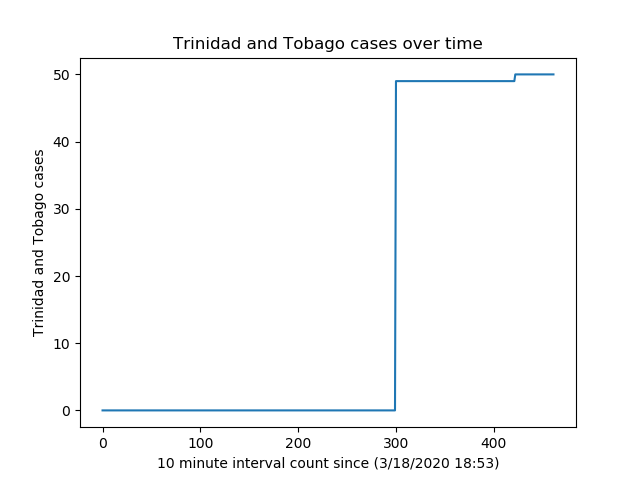 Trinidad and Tobago cases over time
Trinidad and Tobago cases
50
40
30
20
10
0
0 100 200 300 400
10 minute interval count since (3/18/2020 18:53)